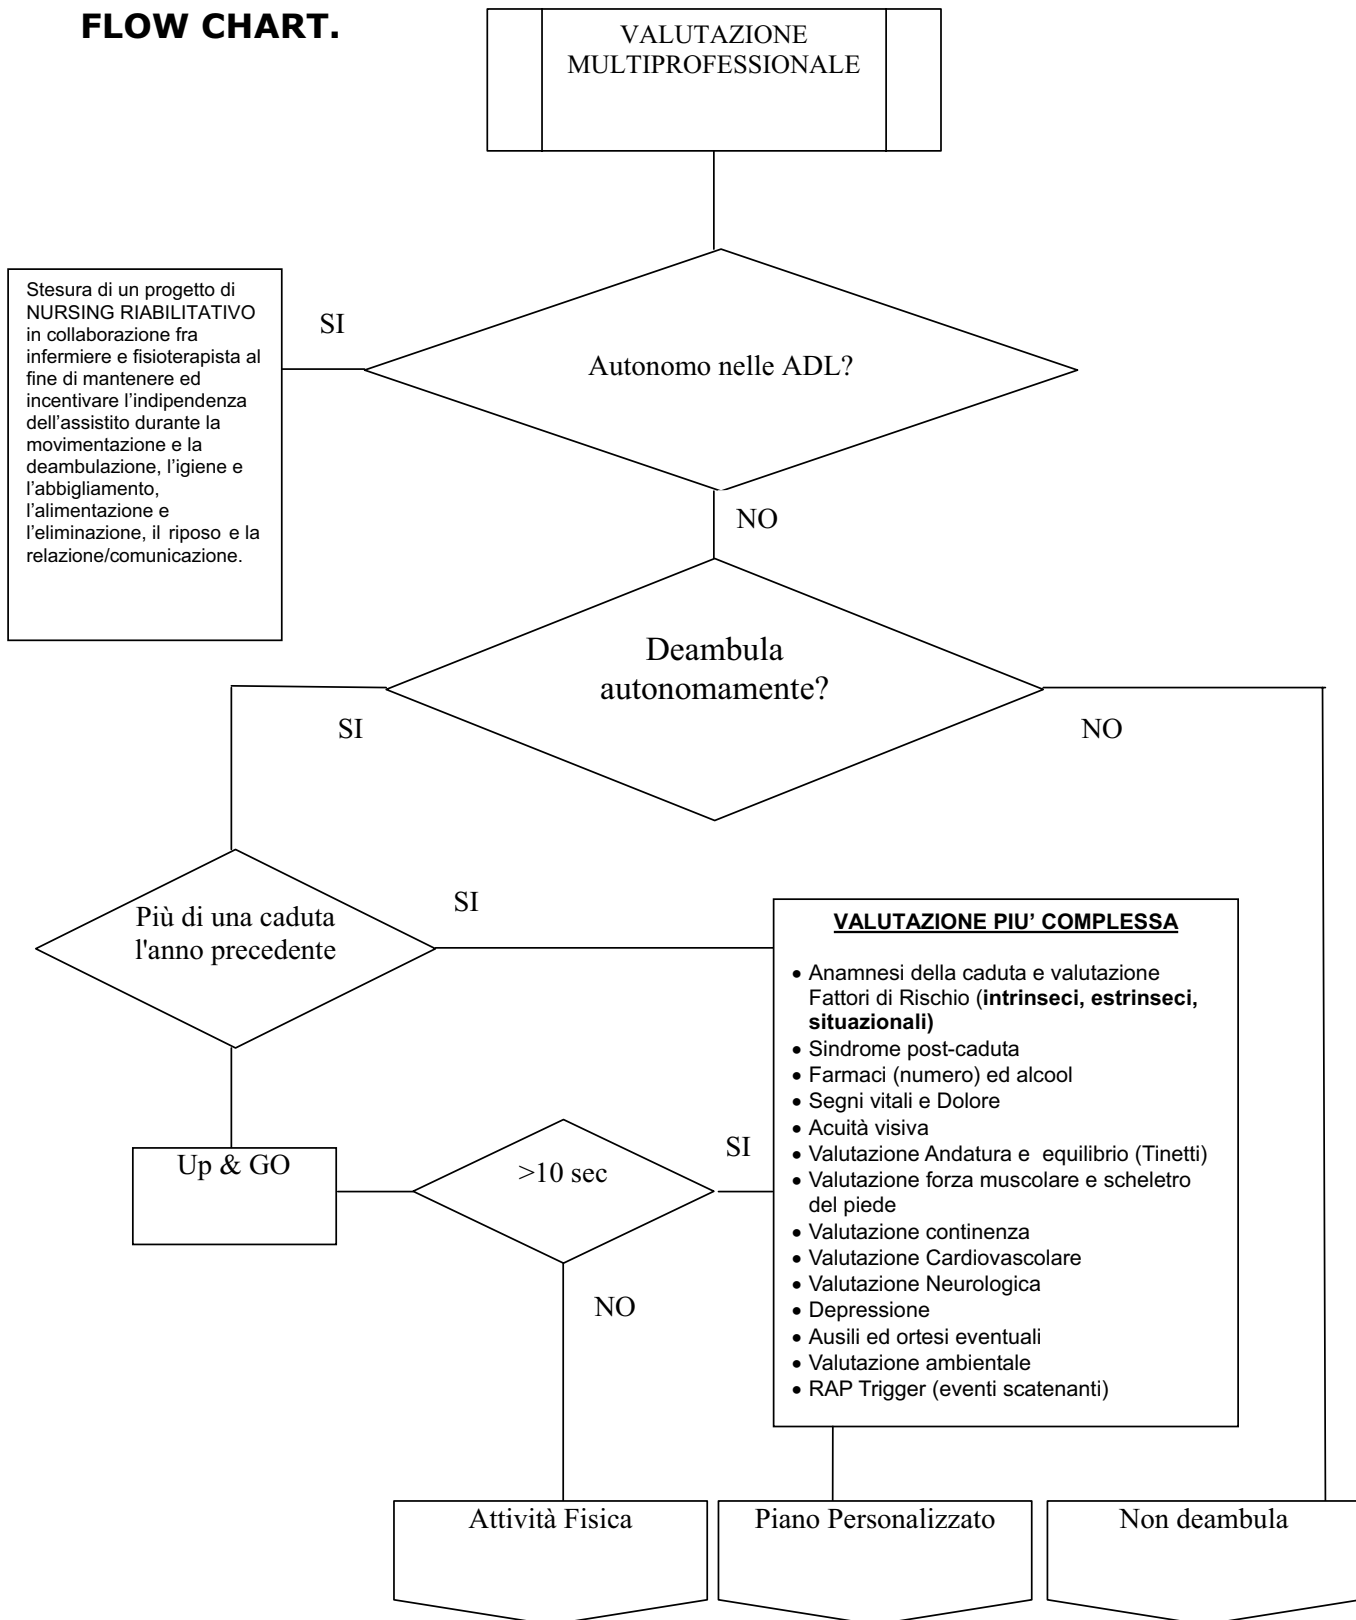 FLOW CHART.
VALUTAZIONE
MULTIPROFESSIONALE
Stesura di un progetto di
NURSING RIABILITATIVO
in collaborazione fra
infermiere e fisioterapista al
fine di mantenere ed
incentivare l’indipendenza
dell’assistito durante la
movimentazione e la
deambulazione, l’igiene e
l’abbigliamento,
l’alimentazione e
l’eliminazione, il riposo e la
relazione/comunicazione.
SI
Autonomo nelle ADL?
NO
Deambula
autonomamente?
SI
NO
Più di una caduta
l'anno precedente
SI
VALUTAZIONE PIU’ COMPLESSA
• Anamnesi della caduta e valutazione
Fattori di Rischio (intrinseci, estrinseci,
situazionali)
• Sindrome post-caduta
• Farmaci (numero) ed alcool
• Segni vitali e Dolore
• Acuità visiva
• Valutazione Andatura e equilibrio (Tinetti)
• Valutazione forza muscolare e scheletro
del piede
• Valutazione continenza
• Valutazione Cardiovascolare
• Valutazione Neurologica
• Depressione
• Ausili ed ortesi eventuali
• Valutazione ambientale
• RAP Trigger (eventi scatenanti)
Up & GO
>10 sec
SI
NO
Attività Fisica
Piano Personalizzato
Non deambula